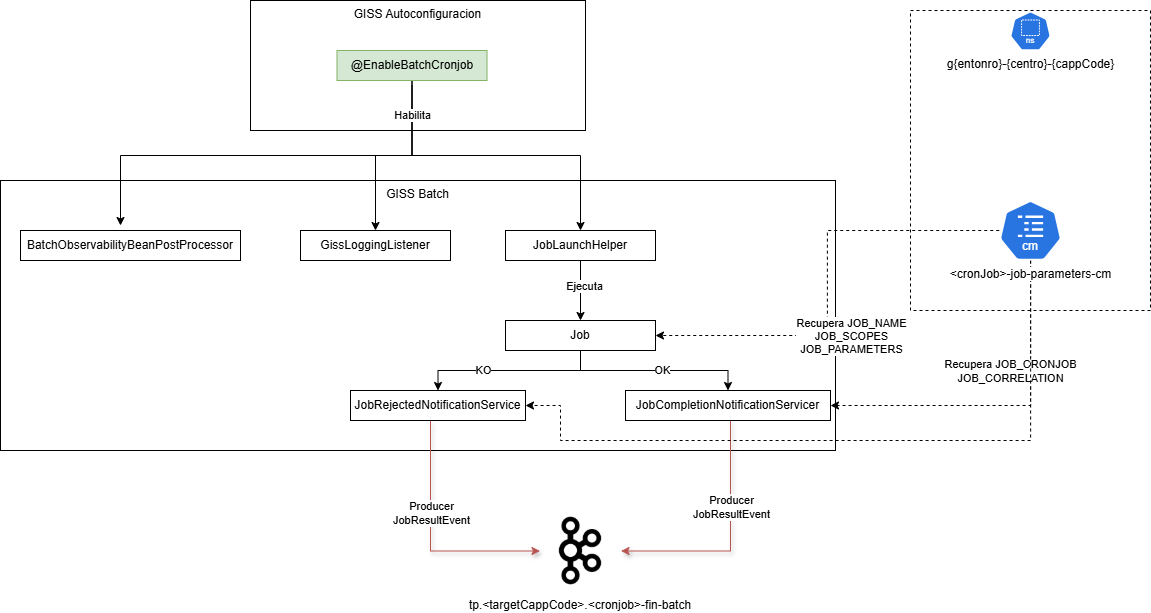 GISS Autoconfiguracion
@EnableBatchCronjob
Habilita
ns
g{entonro}-{centro}-{cappCode}
GISS Batch
BatchObservabilityBeanPostProcessor
GissLoggingListener
JobLaunchHelper
cm
<cronJob>-job-parameters-cm
Ejecuta
Job
Recupera JOB_NAME
JOB_SCOPES
JOB_PARAMETERS
Recupera JOB_CRONJOB
JOB_CORRELATION
KO
OK
JobRejectedNotificationService
JobCompletionNotificationServicer
Producer
JobResultEvent
Producer
JobResultEvent
tp.<targetCappCode>.<cronjob>-fin-batch